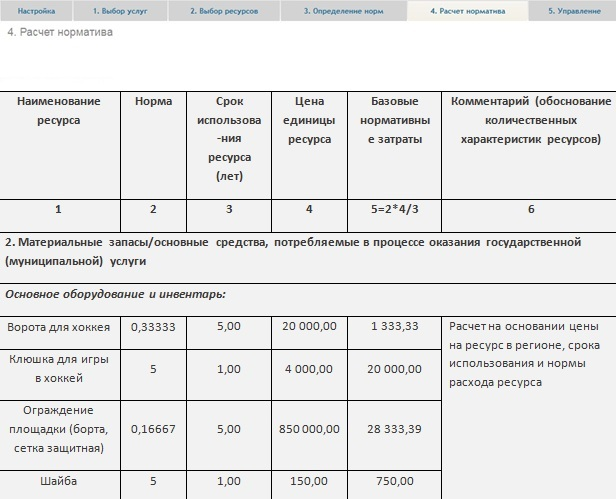 Настройка 1. Выбор услуг 2. Выбор ресурсов 3. Определение норм 4. Расчет норматива 5. Управление
4. Расчет норматива
Наименование ресурса Норма Срок использова-ния ресурса (лет) Цена единицы ресурса Базовые нормативные затраты Комментарий (обоснование количественных характеристик ресурсов)
1 2 3 4 5=2*4/3 6
2. Материальные запасы/основные средства, потребляемые в процессе оказания государственной
(муниципальной) услуги
Основное оборудование и инвентарь:
Ворота для хоккея 0,33333 5,00 20 000,00 1 333,33 Расчет на основании цены
на ресурс в регионе, срока
использования и нормы
расхода ресурса
Клюшка для игры
в хоккей 5 1,00 4 000,00 20 000,00
Ограждение
площадки (борта,
сетка защитная) 0,16667 5,00 850 000,00 28 333,39
Шайба 5 1,00 150,00 750,00